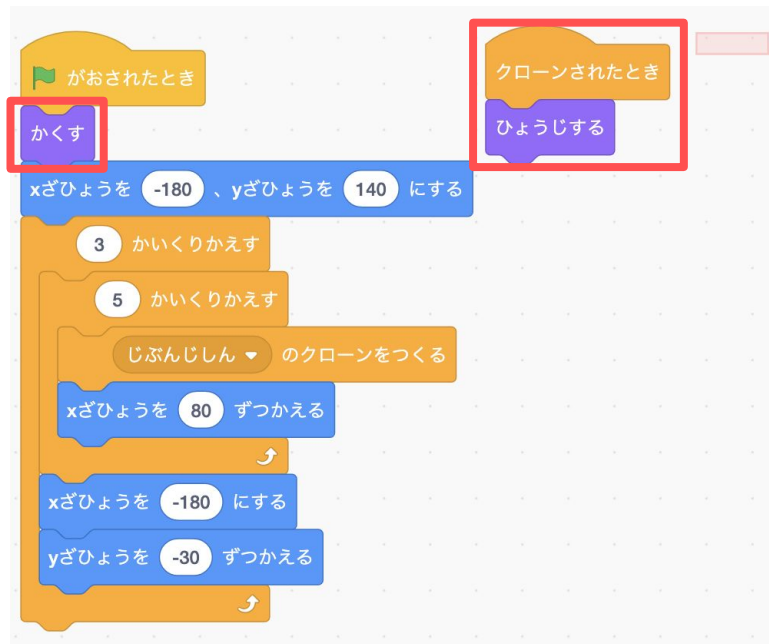 がおされたとき
かくす
xざひょうを -180 、yざひょうを 140 にする
3 かいくりかえす
5 かいくりかえす
じぶんじしん のクローンをつくる
xざひょうを 80 ずつかえる
xざひょうを -180 にする
yざひょうを -30 ずつかえる
クローンされたとき
ひょうじする